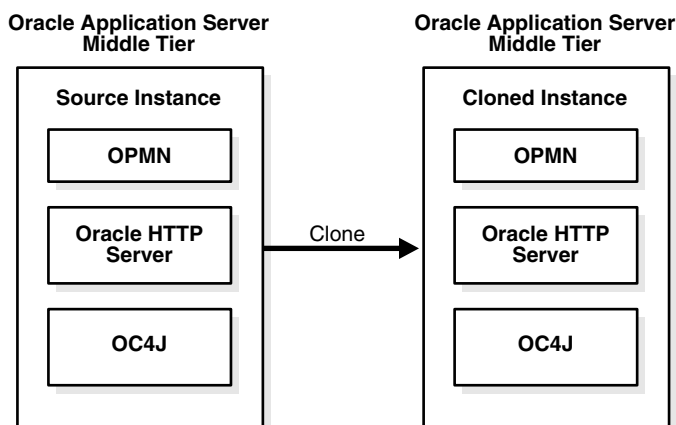 Oracle Application Server
Middle Tier
Source Instance
OPMN
Oracle HTTP
Server
OC4J
Clone
Oracle Application Server
Middle Tier
Cloned Instance
OPMN
Oracle HTTP
Server
OC4J